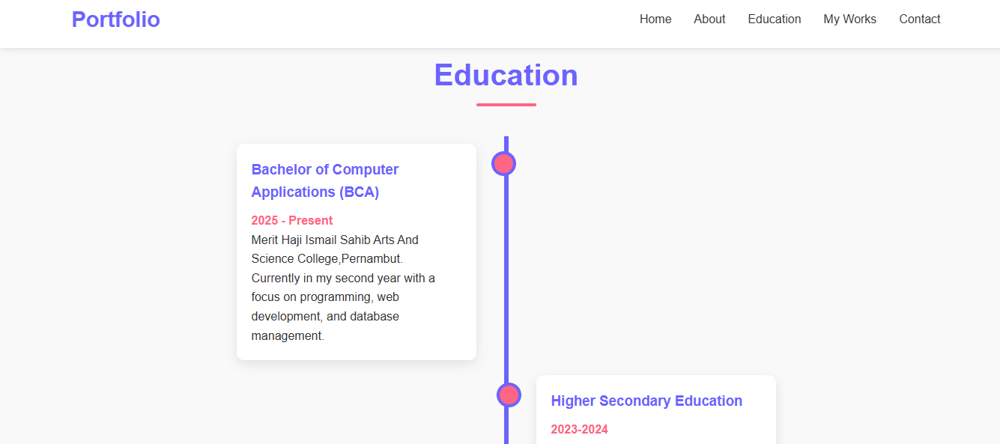 Portfolio
Home About Education My Works Contact
Education
Bachelor of Computer
Applications (BCA)
2025 - Present
Merit Haji Ismail Sahib Arts And
Science College,Pernambut.
Currently in my second year with a
focus on programming, web
development, and database
management.
Higher Secondary Education
2023-2024